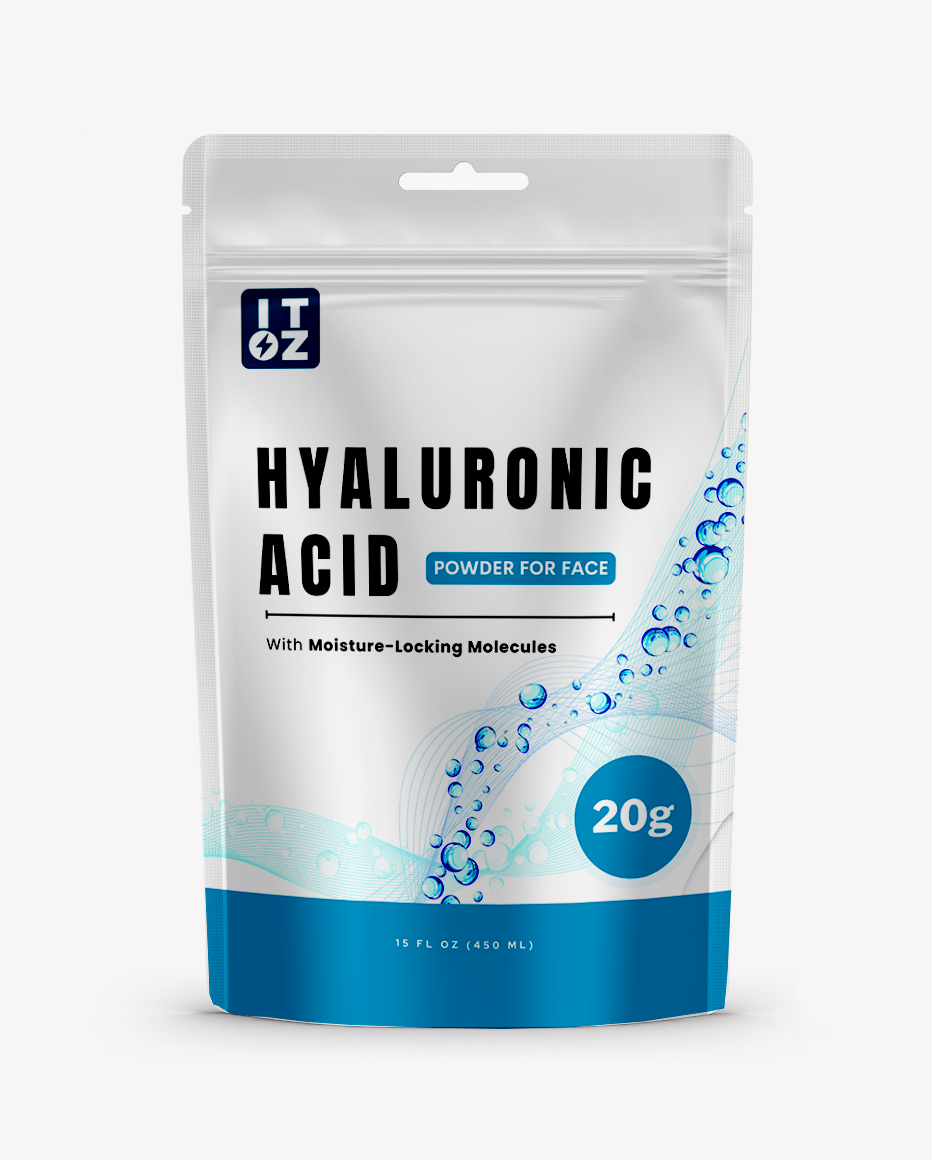 IT
OZ
HYALURONIC
ACID
POWDER FOR FACE
With Moisture-Locking Molecules
20g
15 FL OZ (450 ML)